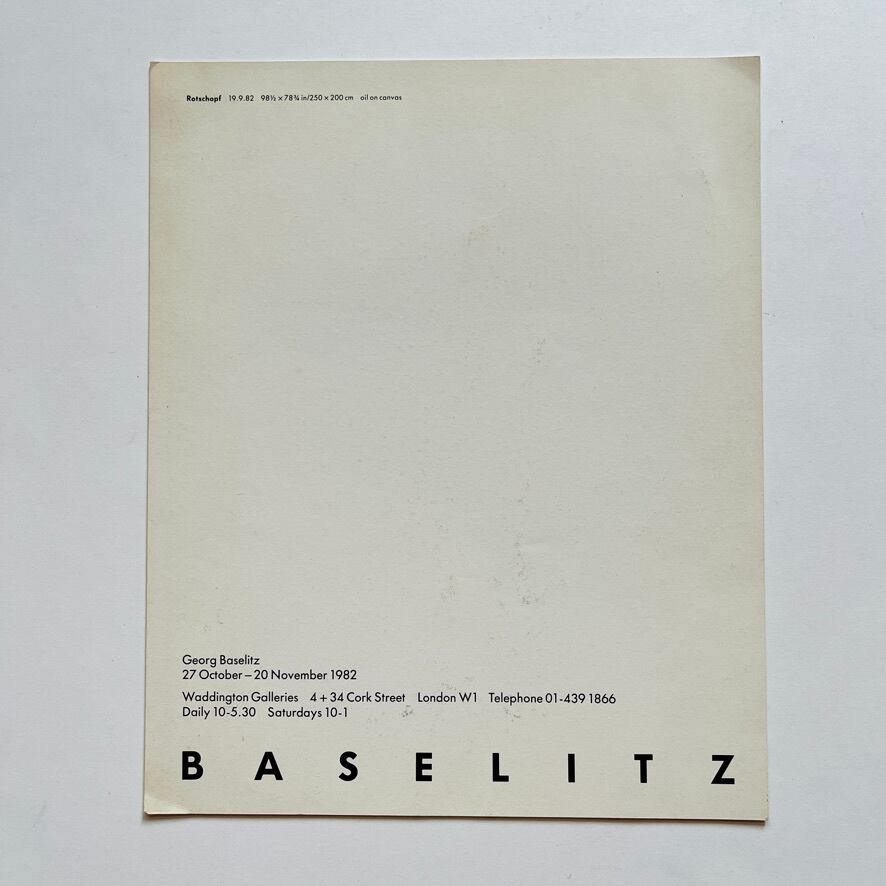 Rotschopf 19.9.82 98½ × 78¾ in/250 × 200 cm oil on canvas
Georg Baselitz
27 October – 20 November 1982
Waddington Galleries 4 + 34 Cork Street London W1 Telephone 01-439 1866
Daily 10-5.30 Saturdays 10-1
BASELITZ